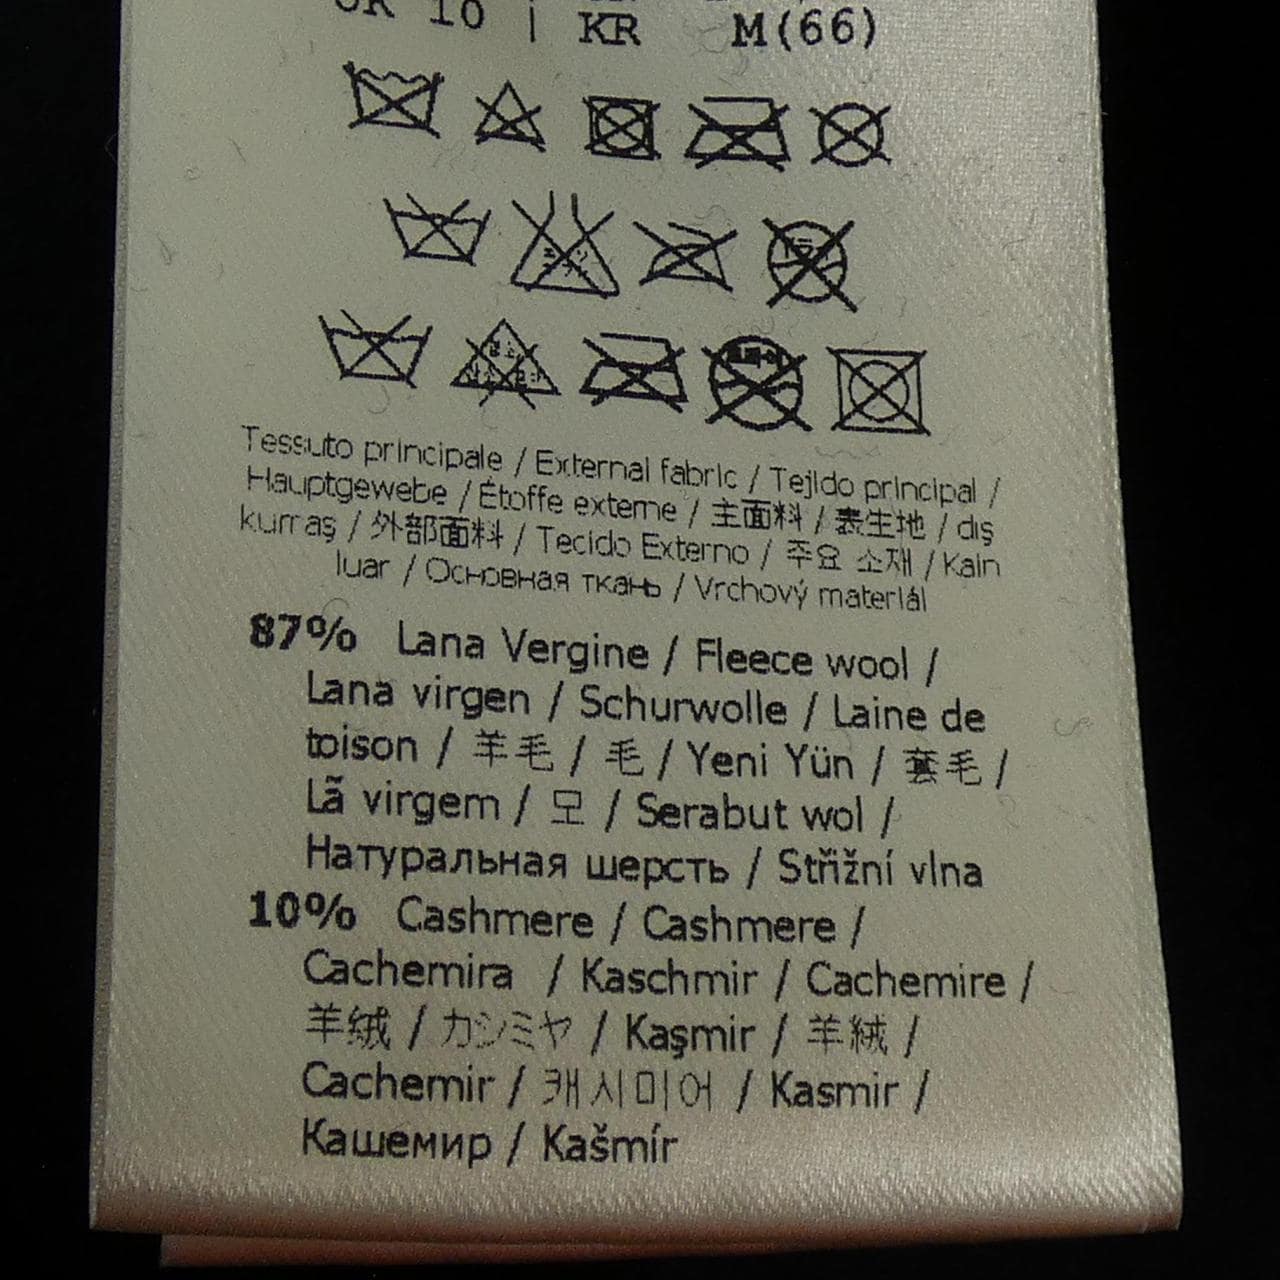 UK 10 | KR M(66)
Tessuto principale / External fabric / Tejido principal /
Hauptgewebe / Étoffe externe / 主面料 / 表生地 / dış
kumaş / 外部面料 / Tecido Externo / 주요 소재 / Kain
luar / Основная ткань / Vrchový materiál
87% Lana Vergine / Fleece wool /
Lana virgen / Schurwolle / Laine de
toison / 羊毛 / 毛 / Yeni Yün / 套毛 /
Lã virgem / 모 / Serabut wol /
Натуральная шерсть / Střižní vlna
10% Cashmere / Cashmere /
Cachemira / Kaschmir / Cachemire /
羊绒 / カシミヤ / Kaşmir / 羊絨 /
Cachemir / 캐시미어 / Kasmir /
Кашемир / Kašmír